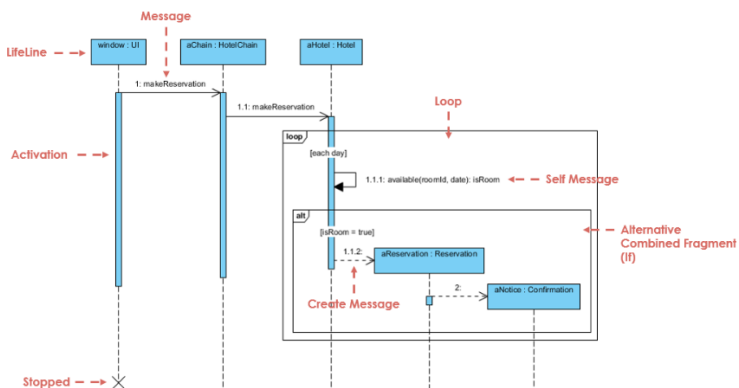 Message
LifeLine
window : UI
aChain : HotelChain
aHotel : Hotel
1: makeReservation
1.1: makeReservation
Loop
loop
[each day]
Activation
1.1.1: available(roomId, date): isRoom
Self Message
alt
[isRoom = true]
Alternative
Combined Fragment
(If)
1.1.2:
aReservation : Reservation
Create Message
2:
aNotice : Confirmation
Stopped